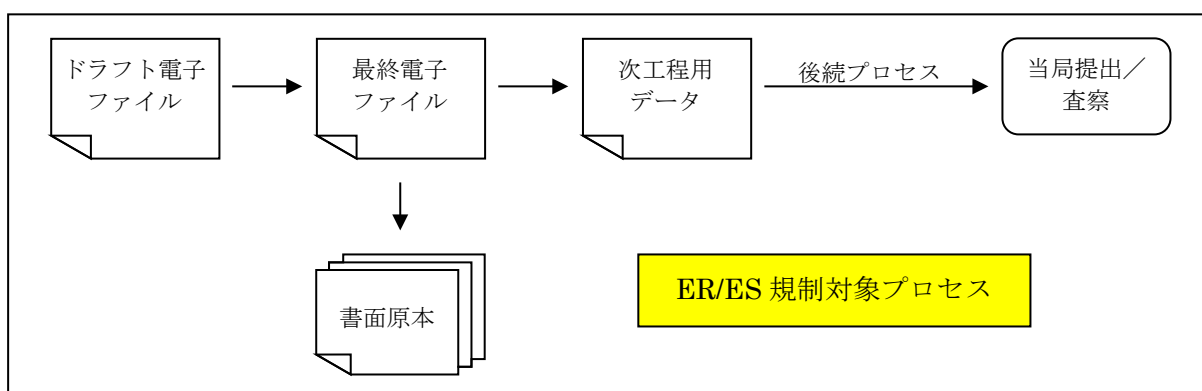 ドラフト電子
ファイル
最終電子
ファイル
次工程用
データ
後続プロセス
当局提出／
査察
書面原本
ER/ES 規制対象プロセス